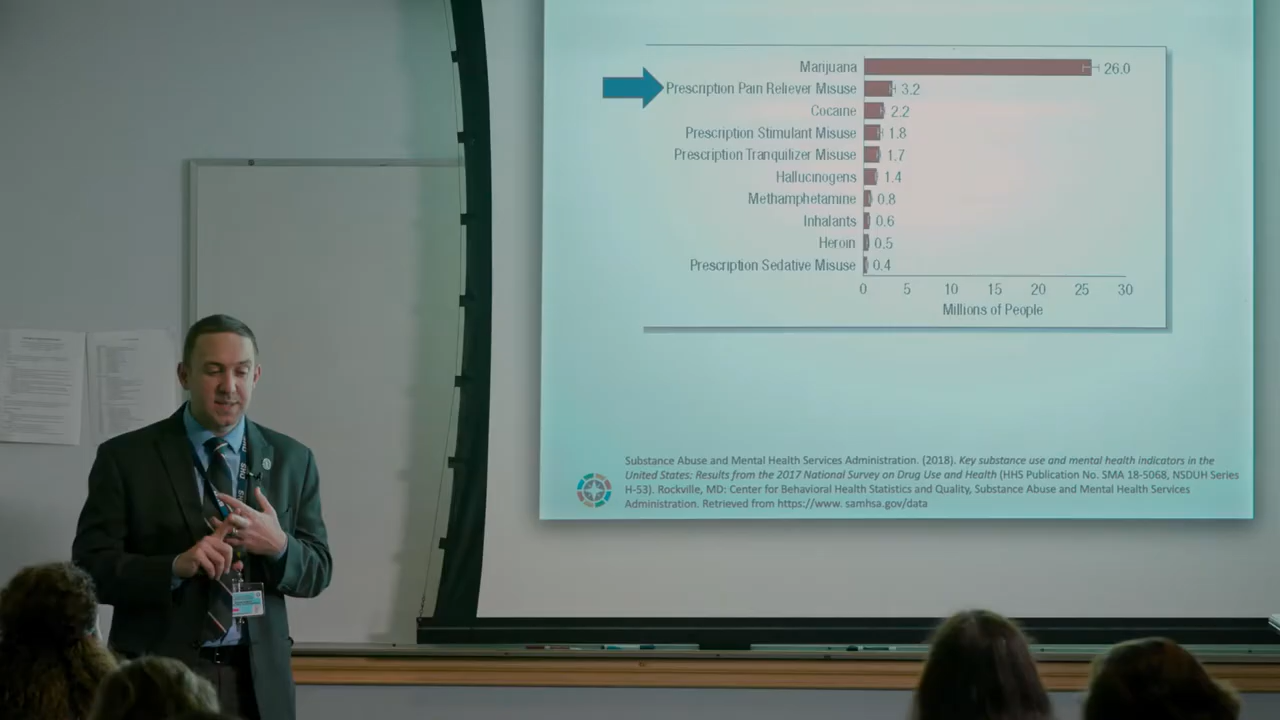 Marijuana 26.0
Prescription Pain Reliever Misuse 3.2
Cocaine 2.2
Prescription Stimulant Misuse 1.8
Prescription Tranquilizer Misuse 1.7
Hallucinogens 1.4
Methamphetamine 0.8
Inhalants 0.6
Heroin 0.5
Prescription Sedative Misuse 0.4
0 5 10 15 20 25 30
Millions of People
Substance Abuse and Mental Health Services Administration. (2018). Key substance use and mental health indicators in the
United States: Results from the 2017 National Survey on Drug Use and Health (HHS Publication No. SMA 18-5068, NSDUH Series
H-53). Rockville, MD: Center for Behavioral Health Statistics and Quality, Substance Abuse and Mental Health Services
Administration. Retrieved from https://www. samhsa.gov/data